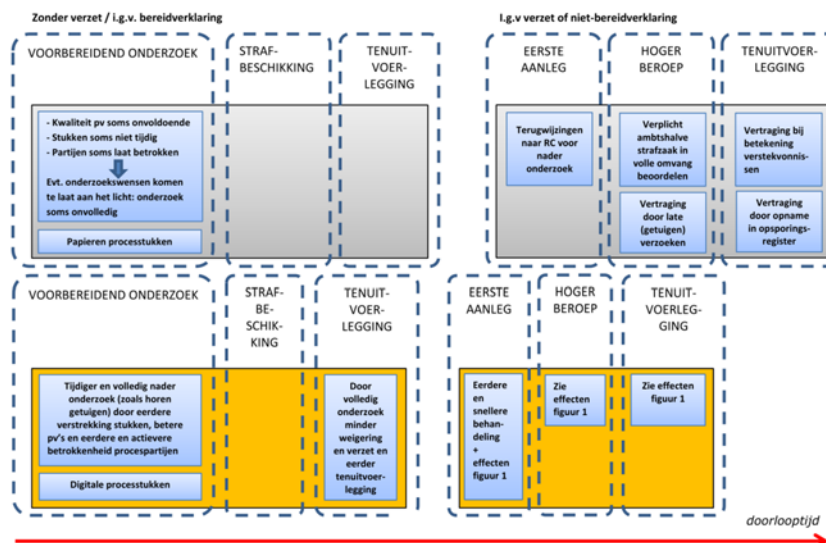 Zonder verzet / i.g.v. bereidverklaring
I.g.v verzet of niet-bereidverklaring
VOORBEREIDEND ONDERZOEK
STRAF-
BESCHIKKING
TENUIT-
VOER-
LEGGING
EERSTE
AANLEG
HOGER
BEROEP
TENUITVOER-
LEGGING
- Kwaliteit pv soms onvoldoende
- Stukken soms niet tijdig
- Partijen soms laat betrokken
Evt. onderzoekswensen komen
te laat aan het licht: onderzoek
soms onvolledig
Papieren processtukken
Terugwijzingen
naar RC voor
nader
onderzoek
Verplicht
ambtshalve
strafzaak in
volle omvang
beoordelen
Vertraging
door late
(getuigen)
verzoeken
Vertraging bij
betekening
verstekvonnis-
sen
Vertraging
door opname
in opsporings-
register
VOORBEREIDEND ONDERZOEK
STRAF-
BE-
SCHIK-
KING
TENUIT-
VOER-
LEGGING
EERSTE
AANLEG
HOGER
BEROEP
TENUIT-
VOERLEG-
GING
Tijdiger en volledig nader
onderzoek (zoals horen
getuigen) door eerdere
verstrekking stukken, betere
pv's en eerdere en actievere
betrokkenheid procespartijen
Digitale processtukken
Door
volledig
onderzoek
minder
weigering
en verzet en
eerder
tenuitvoer-
legging
Eerdere
en
snellere
behan-
deling
+
effecten
figuur 1
Zie
effecten
figuur 1
Zie effecten
figuur 1
doorlooptijd